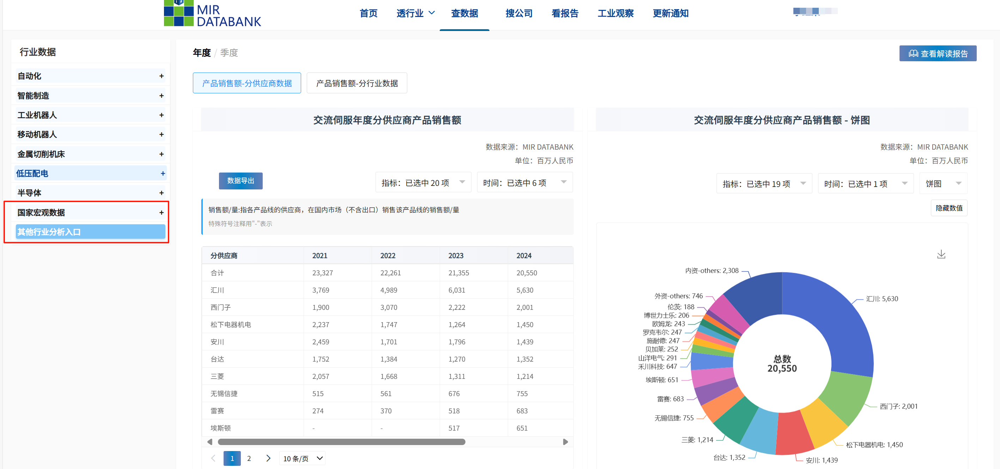 MIR
DATABANK
首页 透行业 查数据 搜公司 看报告 工业观察 更新通知
行业数据
自动化 +
智能制造 +
工业机器人 +
移动机器人 +
金属切削机床 +
低压配电 +
半导体 +
国家宏观数据 +
其他行业分析入口
年度 / 季度
查看解读报告
产品销售额-分供应商数据 产品销售额-分行业数据
交流伺服年度分供应商产品销售额
数据来源：MIR DATABANK
单位：百万人民币
数据导出 指标：已选中 20 项 时间：已选中 6 项
销售额/量:指各产品线的供应商，在国内市场（不含出口）销售该产品线的销售额/量
特殊符号注释用"-"表示
分供应商 2021 2022 2023 2024
合计 23,327 22,261 21,355 20,550
汇川 3,769 4,989 6,031 5,630
西门子 1,900 3,070 2,222 2,001
松下电器机电 2,237 1,747 1,264 1,450
安川 2,459 1,701 1,796 1,439
台达 1,752 1,384 1,270 1,352
三菱 2,057 1,668 1,311 1,214
无锡信捷 515 561 676 755
雷赛 274 370 518 683
埃斯顿 - - 517 651
1 2 10 条/页
交流伺服年度分供应商产品销售额 - 饼图
数据来源：MIR DATABANK
单位：百万人民币
指标：已选中 19 项 时间：已选中 1 项 饼图
隐藏数值
内资-others: 2,308
外资-others: 746
伦茨: 188
博世力士乐: 206
欧姆龙: 243
罗克韦尔: 247
施耐德: 247
贝加莱: 252
山洋电气: 291
禾川科技: 647
埃斯顿: 651
雷赛: 683
无锡信捷: 755
三菱: 1,214
台达: 1,352
安川: 1,439
松下电器机电: 1,450
西门子: 2,001
汇川: 5,630
总数
20,550